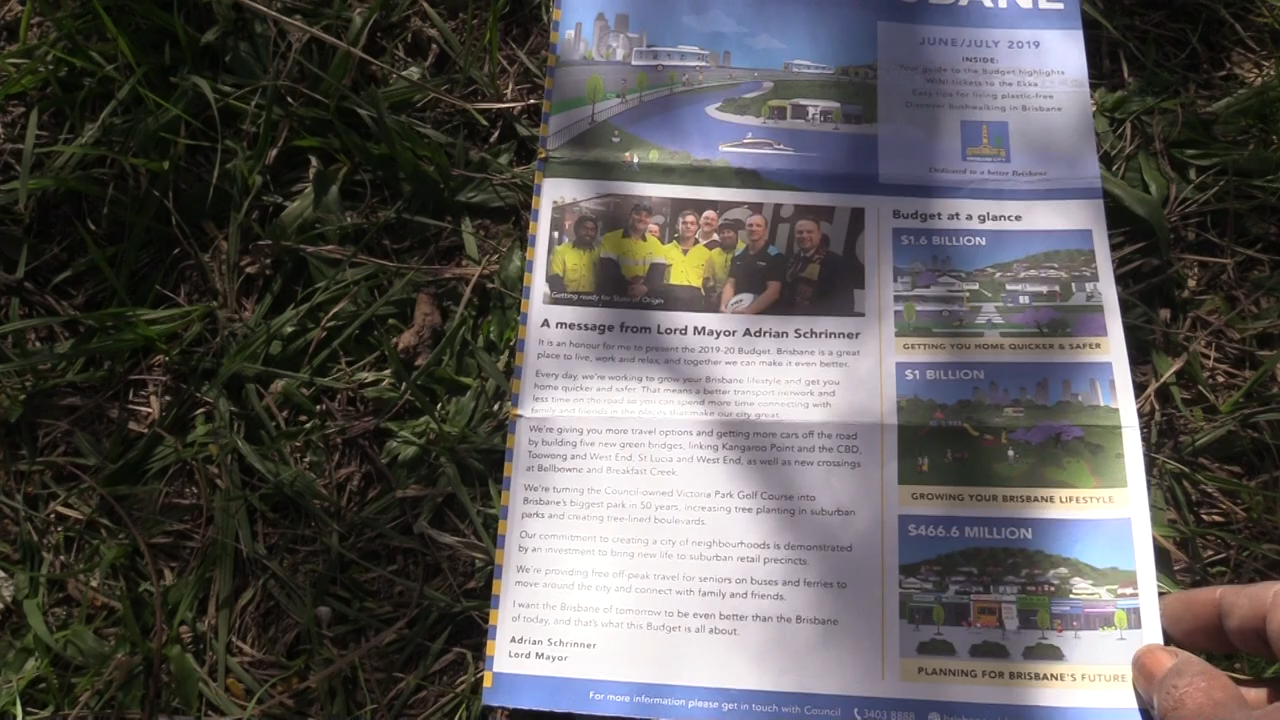 JUNE/JULY 2019
INSIDE:
Your guide to the Budget highlights
WIN! tickets to the Ekka
Easy tips for living plastic-free
Discover bushwalking in Brisbane
BRISBANE CITY
Dedicated to a better Brisbane
Getting ready for State of Origin
A message from Lord Mayor Adrian Schrinner
It is an honour for me to present the 2019-20 Budget. Brisbane is a great
place to live, work and relax, and together we can make it even better.
Every day, we're working to grow your Brisbane lifestyle and get you
home quicker and safer. That means a better transport network and
less time on the road so you can spend more time connecting with
family and friends in the places that make our city great.
We're giving you more travel options and getting more cars off the road
by building five new green bridges, linking Kangaroo Point and the CBD,
Toowong and West End, St Lucia and West End, as well as new crossings
at Bellbowrie and Breakfast Creek.
We're turning the Council-owned Victoria Park Golf Course into
Brisbane's biggest park in 50 years, increasing tree planting in suburban
parks and creating tree-lined boulevards.
Our commitment to creating a city of neighbourhoods is demonstrated
by an investment to bring new life to suburban retail precincts.
We're providing free off-peak travel for seniors on buses and ferries to
move around the city and connect with family and friends.
I want the Brisbane of tomorrow to be even better than the Brisbane
of today, and that's what this Budget is all about.
Adrian Schrinner
Lord Mayor
Budget at a glance
$1.6 BILLION
GETTING YOU HOME QUICKER & SAFER
$1 BILLION
GROWING YOUR BRISBANE LIFESTYLE
$466.6 MILLION
PLANNING FOR BRISBANE'S FUTURE
For more information please get in touch with Council 3403 8888